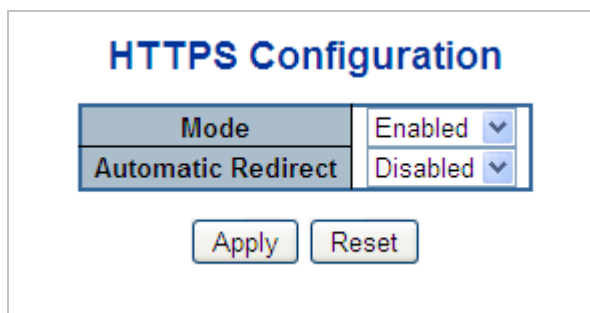 HTTPS Configuration
Mode Enabled
Automatic Redirect Disabled
Apply Reset